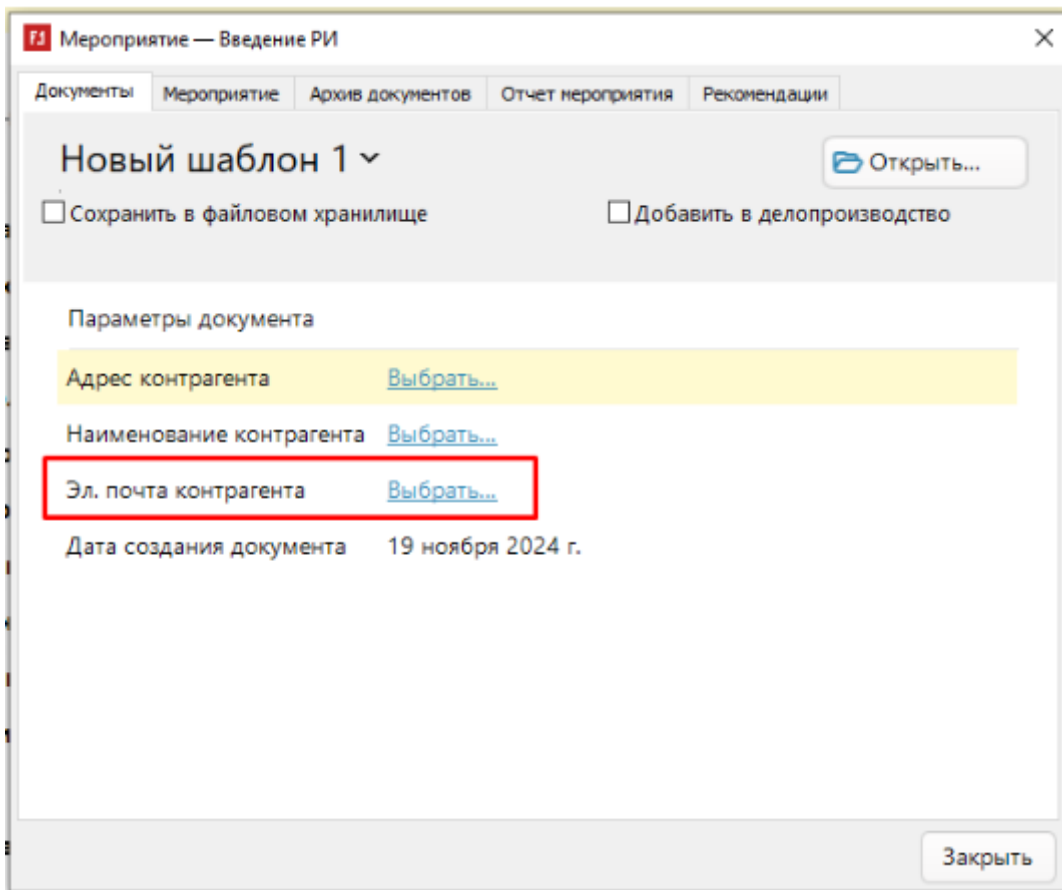 Мероприятие — Введение РИ
Документы Мероприятие Архив документов Отчет мероприятия Рекомендации
Новый шаблон 1 Открыть...
Сохранить в файловом хранилище Добавить в делопроизводство
Параметры документа
Адрес контрагента Выбрать...
Наименование контрагента Выбрать...
Эл. почта контрагента Выбрать...
Дата создания документа 19 ноября 2024 г.
Закрыть